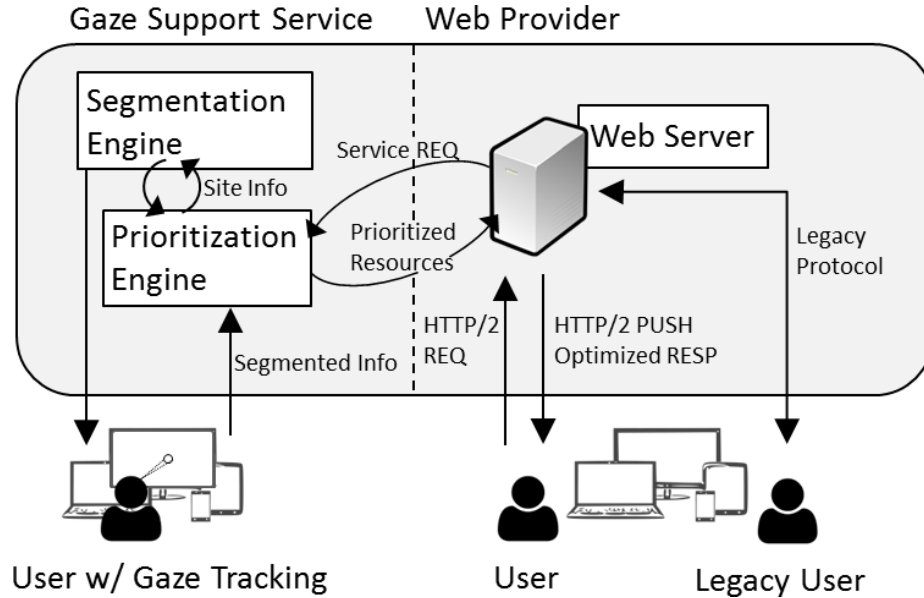 Gaze Support Service
Web Provider
Segmentation
Engine
Web Server
Service REQ
Site Info
Prioritization
Engine
Prioritized
Resources
Legacy
Protocol
HTTP/2
REQ
HTTP/2 PUSH
Optimized RESP
Segmented Info
User w/ Gaze Tracking
User
Legacy User